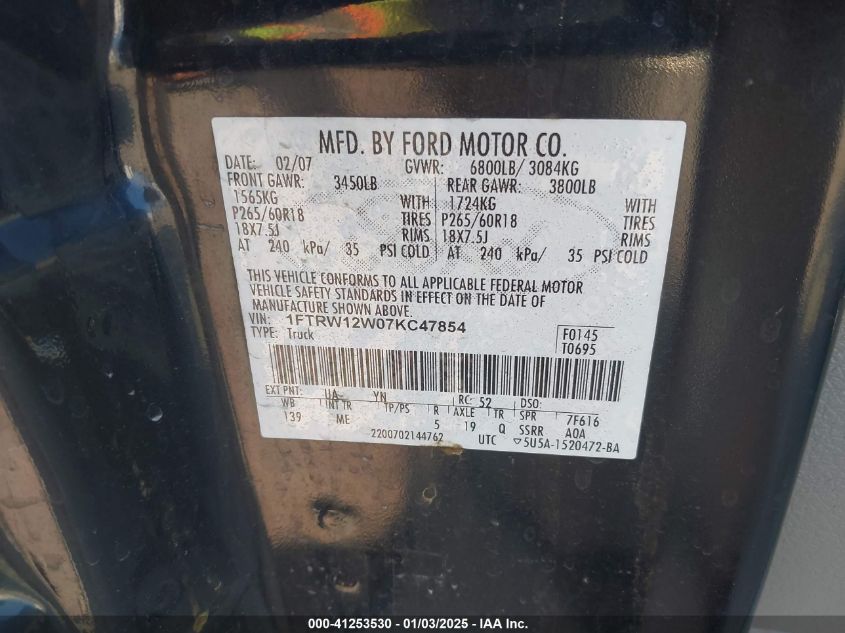 MFD. BY FORD MOTOR CO.
DATE: 02/07 GVWR: 6800LB/ 3084KG
FRONT GAWR: 3450LB REAR GAWR: 3800LB
1565KG WITH 1724KG WITH
P265/60R18 TIRES P265/60R18 TIRES
18X7.5J RIMS 18X7.5J RIMS
AT 240 kPa/ 35 PSI COLD AT 240 kPa/ 35 PSI COLD
THIS VEHICLE CONFORMS TO ALL APPLICABLE FEDERAL MOTOR
VEHICLE SAFETY STANDARDS IN EFFECT ON THE DATE OF
MANUFACTURE SHOWN ABOVE.
VIN: 1FTRW12W07KC47854
TYPE: Truck F0145
T0695
EXT PNT: UA YN RC: 52 DSO:
WB INT TR TP/PS R AXLE TR SPR 7F616
139 ME 5 19 Q SSRR AOA
2200702144762 UTC ▽5U5A-1520472-BA
000-41253530 - 01/03/2025 - COPYRIGHT IAA, LLC.